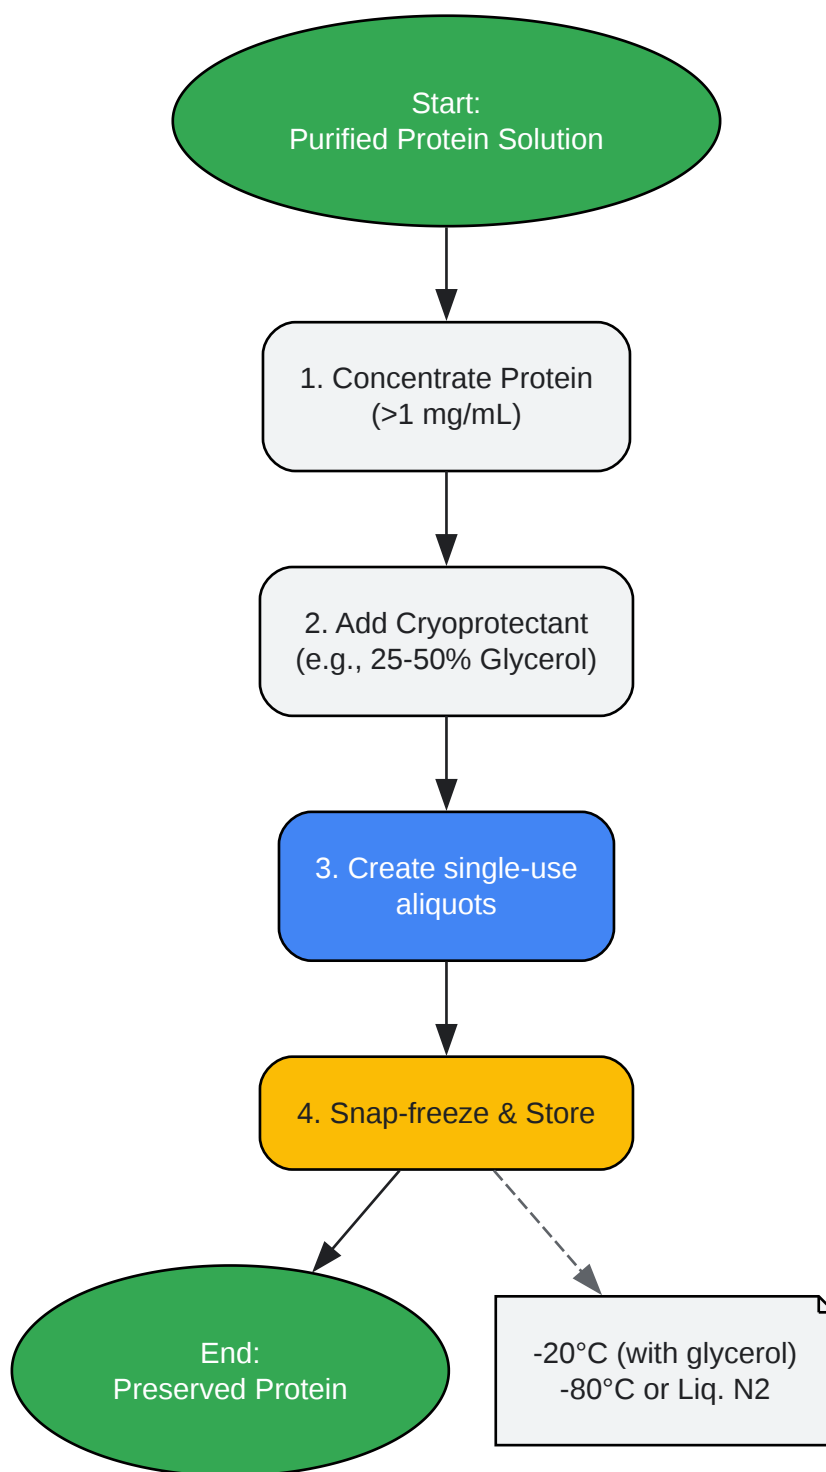 Start:
Purified Protein Solution
1. Concentrate Protein
(>1 mg/mL)
2. Add Cryoprotectant
(e.g., 25-50% Glycerol)
3. Create single-use
aliquots
4. Snap-freeze & Store
End:
Preserved Protein
-20°C (with glycerol)
-80°C or Liq. N2